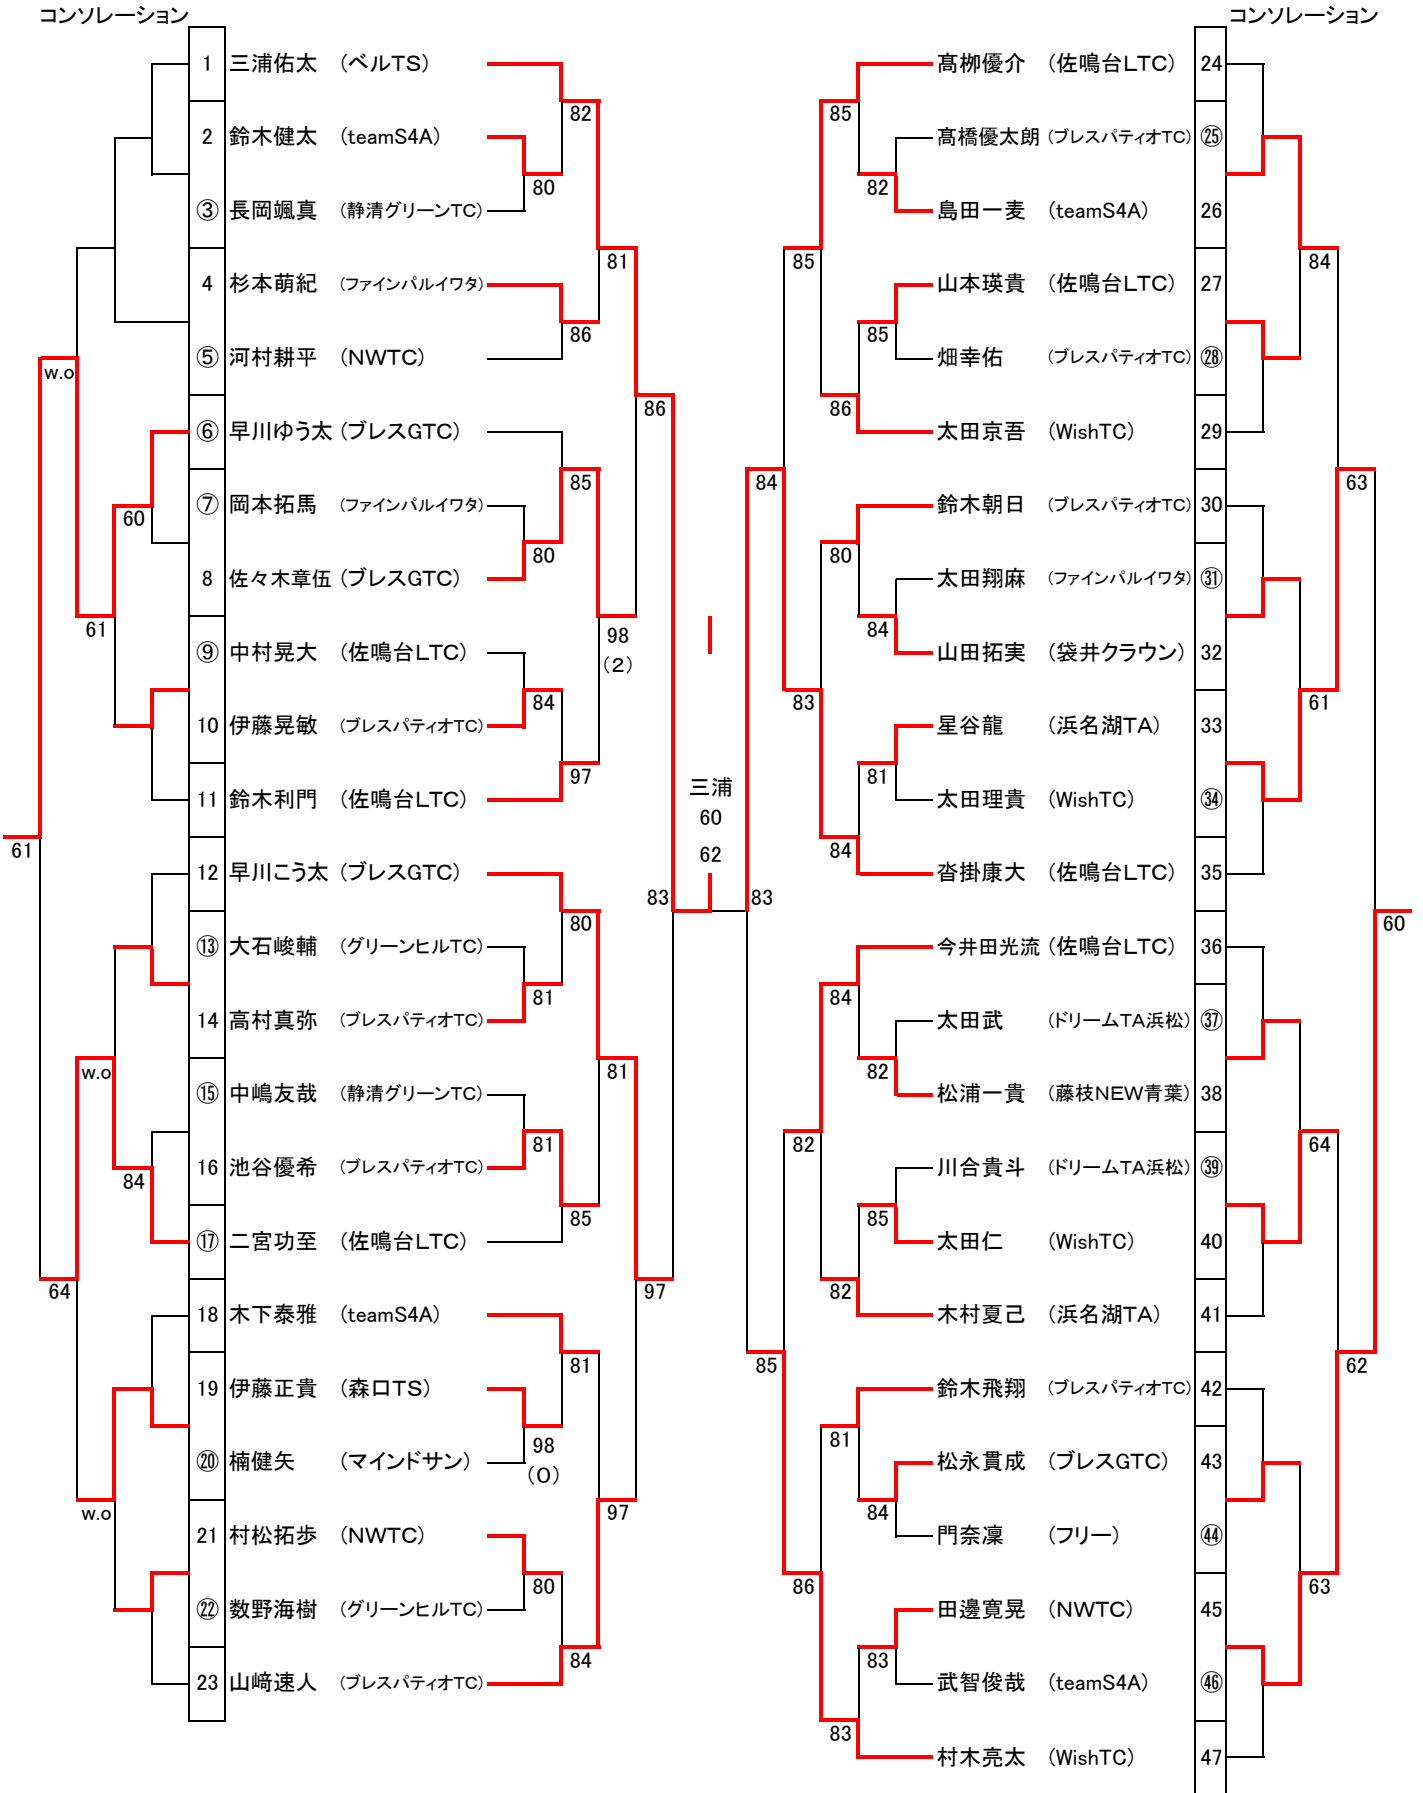 コンソレーション
1 三浦佑太 (ベルTS)
82
2 鈴木健太 (teamS4A)
80
③ 長岡颯真 (静清グリーンTC)
81
4 杉本萌紀 (ファインパルイワタ)
86
⑤ 河村耕平 (NWTC)
w.o
86
⑥ 早川ゆう太 (ブレスGTC)
85
⑦ 岡本拓馬 (ファインパルイワタ)
60
80
8 佐々木章伍 (ブレスGTC)
61
98
(2)
⑨ 中村晃大 (佐鳴台LTC)
84
10 伊藤晃敏 (ブレスパティオTC)
97
11 鈴木利門 (佐鳴台LTC)
61
12 早川こう太 (ブレスGTC)
83
80
⑬ 大石峻輔 (グリーンヒルTC)
81
14 高村真弥 (ブレスパティオTC)
w.o
81
⑮ 中嶋友哉 (静清グリーンTC)
81
16 池谷優希 (ブレスパティオTC)
84
85
⑰ 二宮功至 (佐鳴台LTC)
64
97
18 木下泰雅 (teamS4A)
81
19 伊藤正貴 (森口TS)
98
(0)
⑳ 楠健矢 (マインドサン)
w.o
97
21 村松拓歩 (NWTC)
80
㉒ 数野海樹 (グリーンヒルTC)
84
23 山﨑速人 (ブレスパティオTC)
三浦
60
62
コンソレーション
髙栁優介 (佐鳴台LTC) 24
85
髙橋優太朗 (ブレスパティオTC) ㉕
82
島田一麦 (teamS4A) 26
85
84
山本瑛貴 (佐鳴台LTC) 27
85
畑幸佑 (ブレスパティオTC) ㉘
86
太田京吾 (WishTC) 29
84
63
鈴木朝日 (ブレスパティオTC) 30
80
太田翔麻 (ファインパルイワタ) ㉛
84
山田拓実 (袋井クラウン) 32
83
61
星谷龍 (浜名湖TA) 33
81
太田理貴 (WishTC) ㉞
84
沓掛康大 (佐鳴台LTC) 35
83
60
今井田光流 (佐鳴台LTC) 36
84
太田武 (ドリームTA浜松) ㊲
82
松浦一貴 (藤枝NEW青葉) 38
82
64
川合貴斗 (ドリームTA浜松) ㊴
85
太田仁 (WishTC) 40
82
木村夏己 (浜名湖TA) 41
85
62
鈴木飛翔 (ブレスパティオTC) 42
81
松永貫成 (ブレスGTC) 43
84
門奈凜 (フリー) ㊹
86
63
田邊寛晃 (NWTC) 45
83
武智俊哉 (teamS4A) ㊻
83
村木亮太 (WishTC) 47